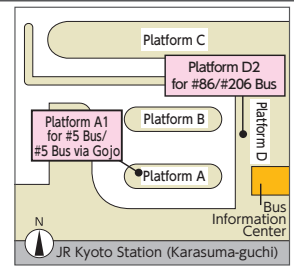 Platform C
Platform D2
for #86/#206 Bus
Platform A1
for #5 Bus/
#5 Bus via Gojo
Platform B
Platform D
Platform A
Bus
Information
Center
N
JR Kyoto Station (Karasuma-guchi)